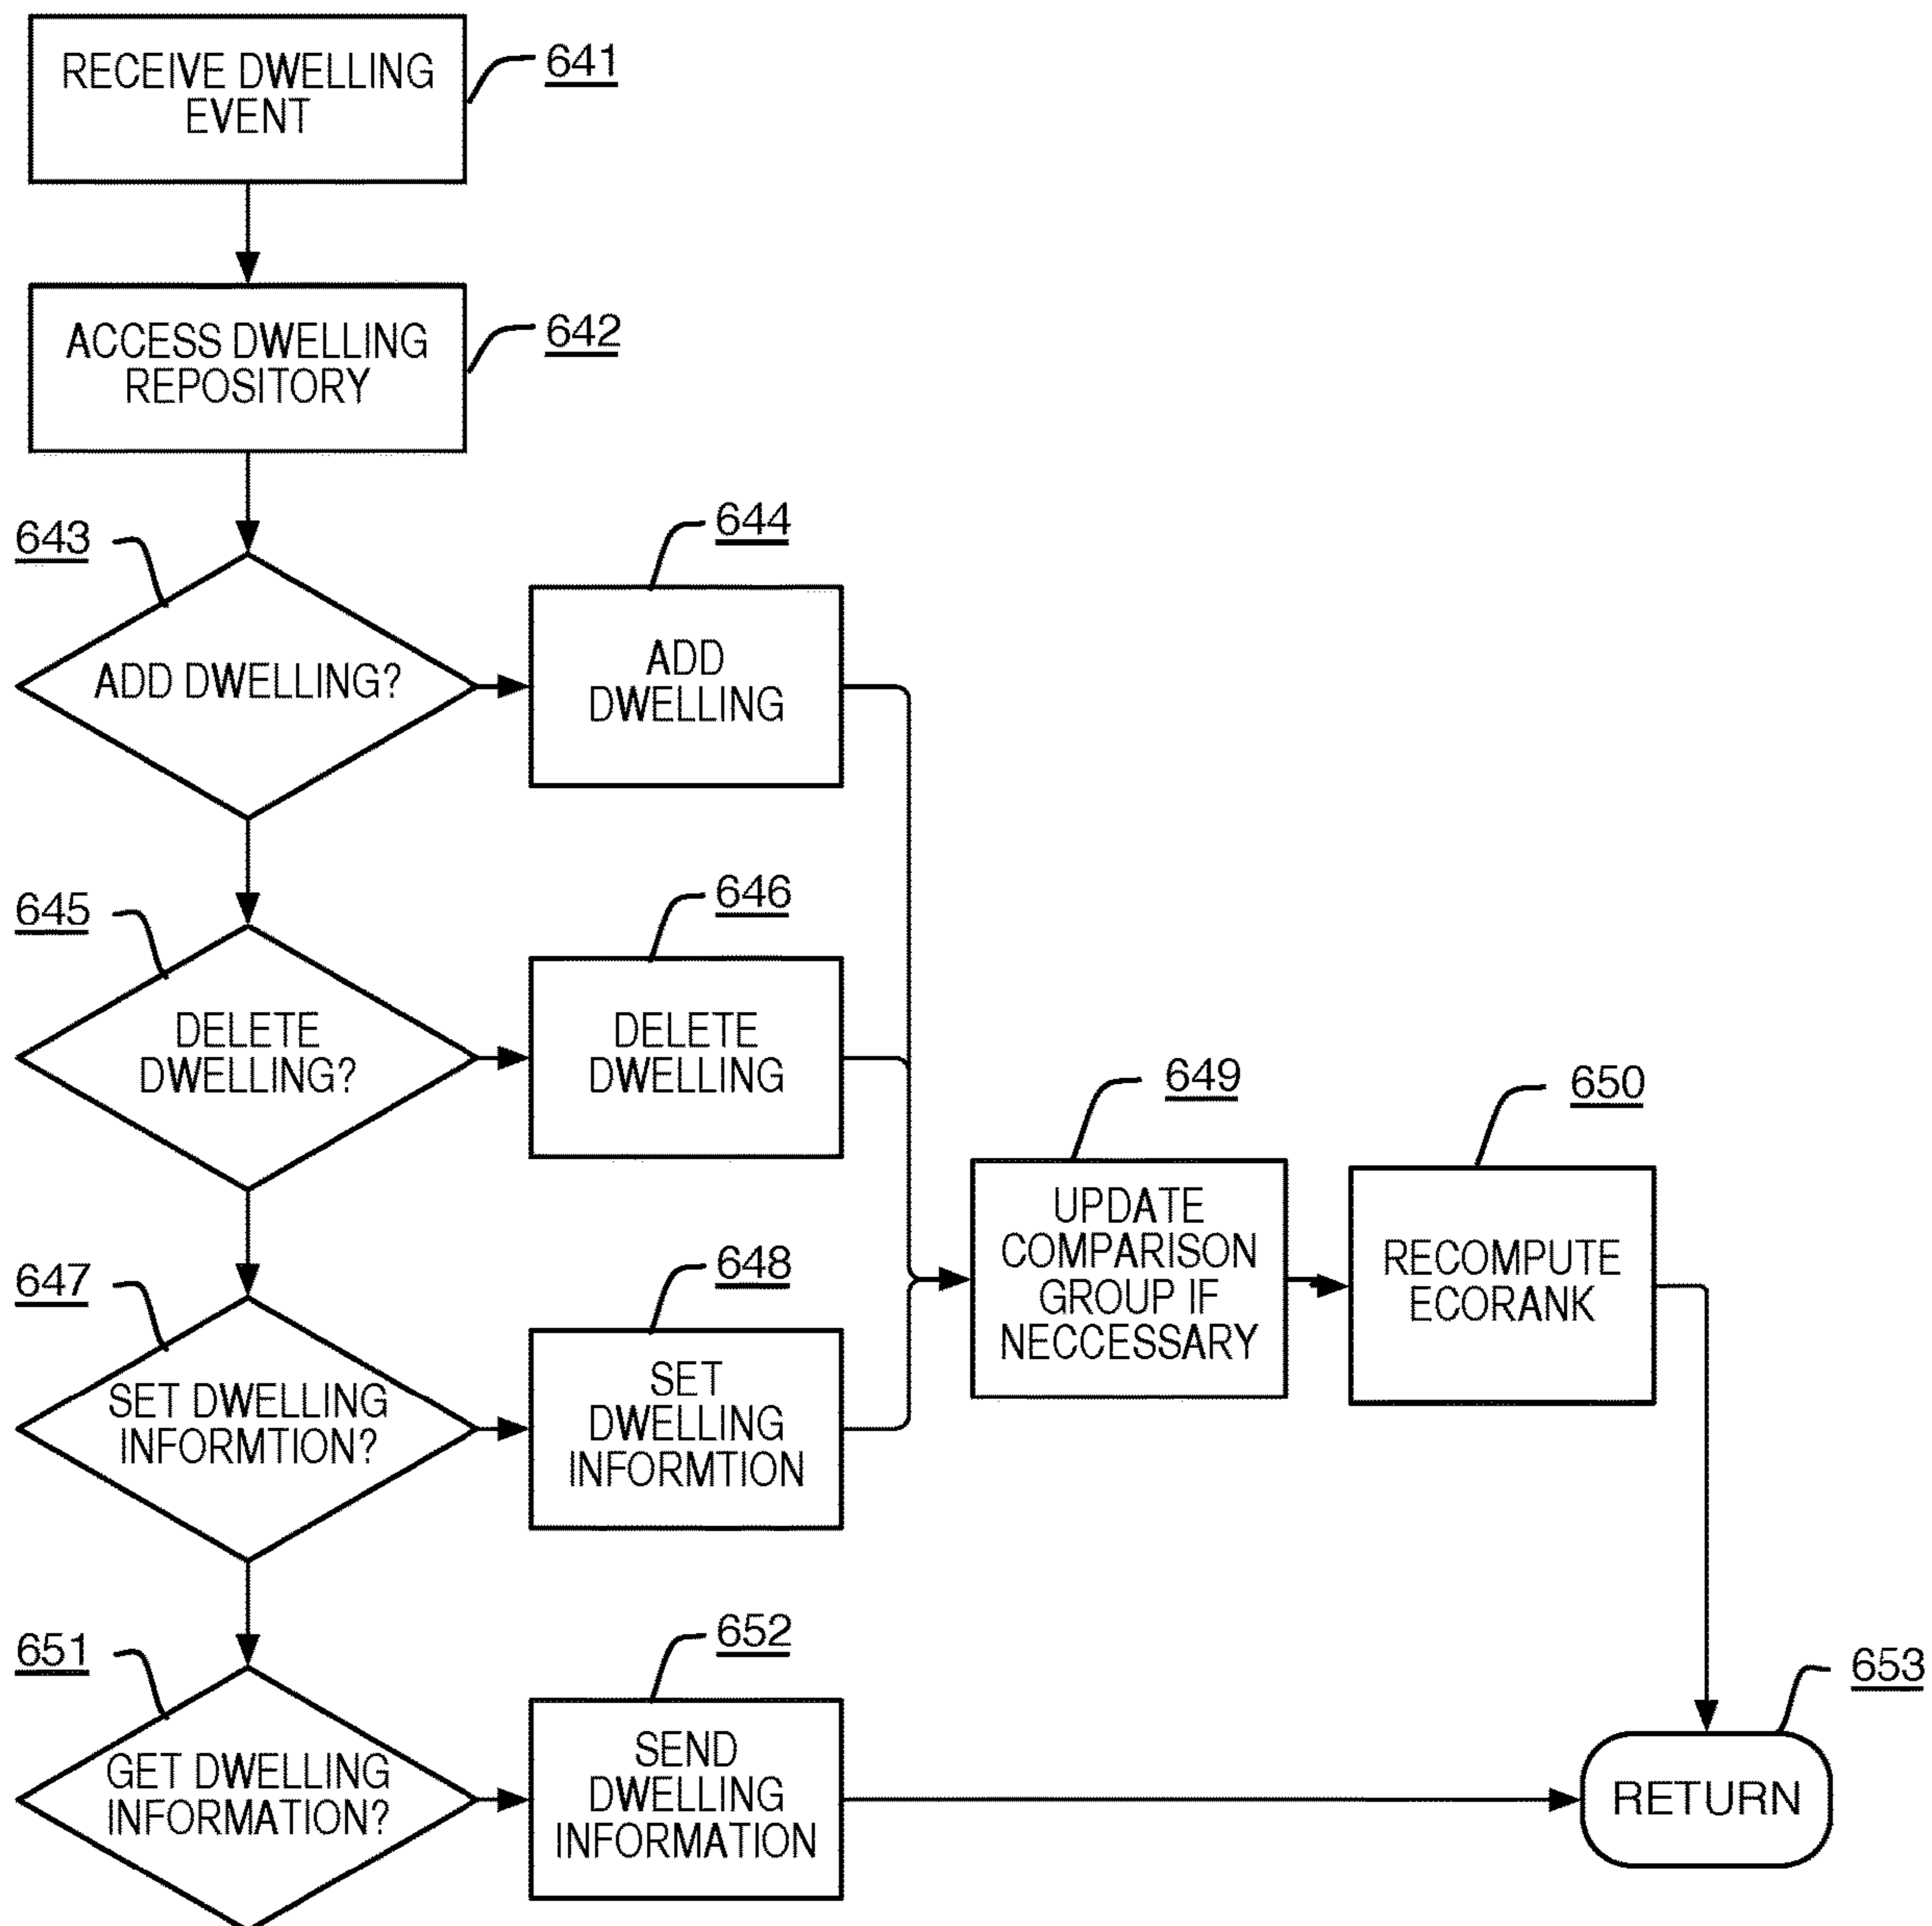 RECEIVE DWELLING
EVENT
641
ACCESS DWELLING
REPOSITORY
642
643
ADD DWELLING?
644
ADD
DWELLING
645
DELETE
DWELLING?
646
DELETE
DWELLING
647
SET DWELLING
INFORMTION?
648
SET
DWELLING
INFORMTION
649
UPDATE
COMPARISON
GROUP IF
NECCESSARY
650
RECOMPUTE
ECORANK
651
GET DWELLING
INFORMATION?
652
SEND
DWELLING
INFORMATION
653
RETURN